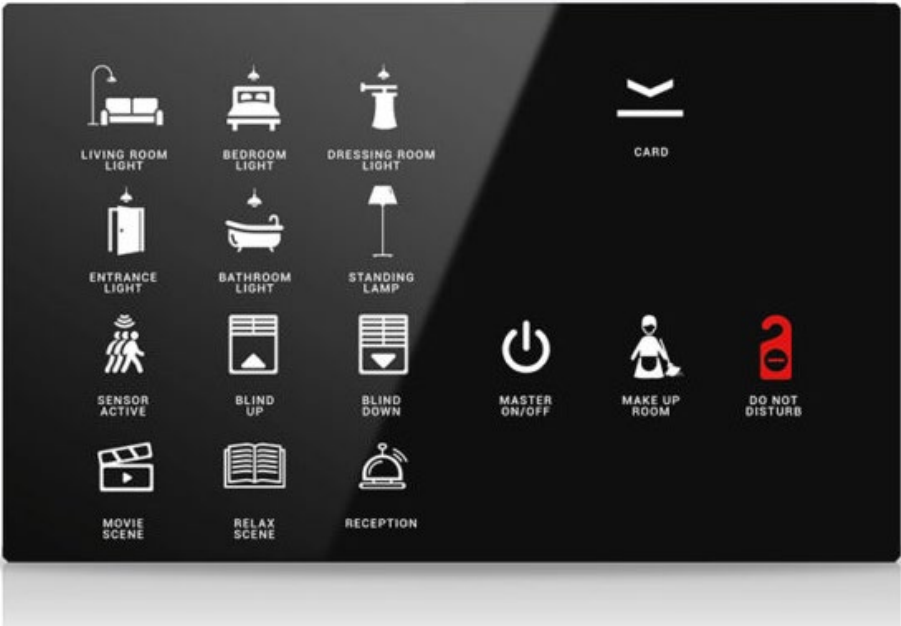 LIVING ROOM
LIGHT
BEDROOM
LIGHT
DRESSING ROOM
LIGHT
CARD
ENTRANCE
LIGHT
BATHROOM
LIGHT
STANDING
LAMP
SENSOR
ACTIVE
BLIND
UP
BLIND
DOWN
MASTER
ON/OFF
MAKE UP
ROOM
DO NOT
DISTURB
MOVIE
SCENE
RELAX
SCENE
RECEPTION